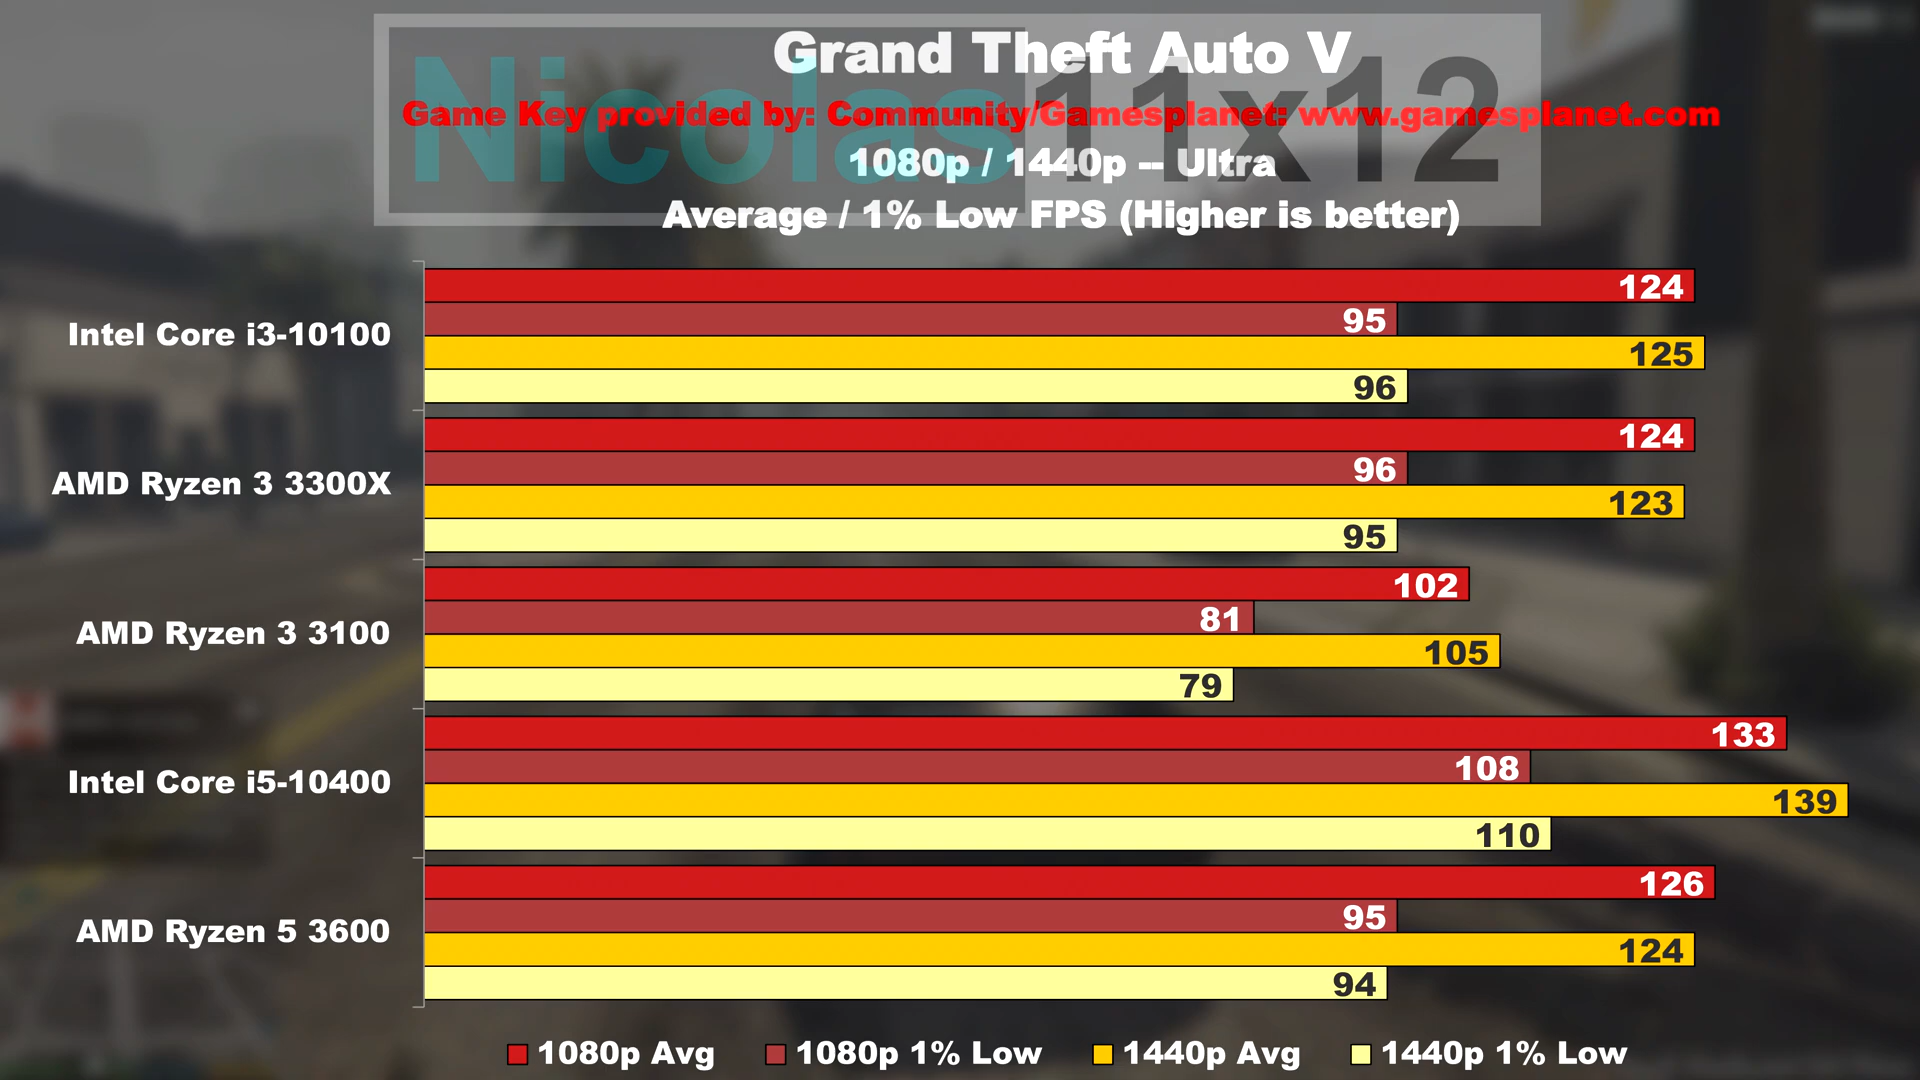 Grand Theft Auto V
Nicolas11x12
Game Key provided by: Community/Gamesplanet: www.gamesplanet.com
1080p / 1440p -- Ultra
Average / 1% Low FPS (Higher is better)
Intel Core i3-10100
124
95
125
96
AMD Ryzen 3 3300X
124
96
123
95
AMD Ryzen 3 3100
102
81
105
79
Intel Core i5-10400
133
108
139
110
AMD Ryzen 5 3600
126
95
124
94
1080p Avg 1080p 1% Low 1440p Avg 1440p 1% Low